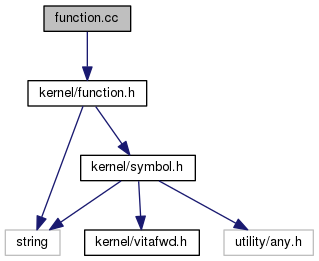 function.cc
kernel/function.h
kernel/symbol.h
string
kernel/vitafwd.h
utility/any.h